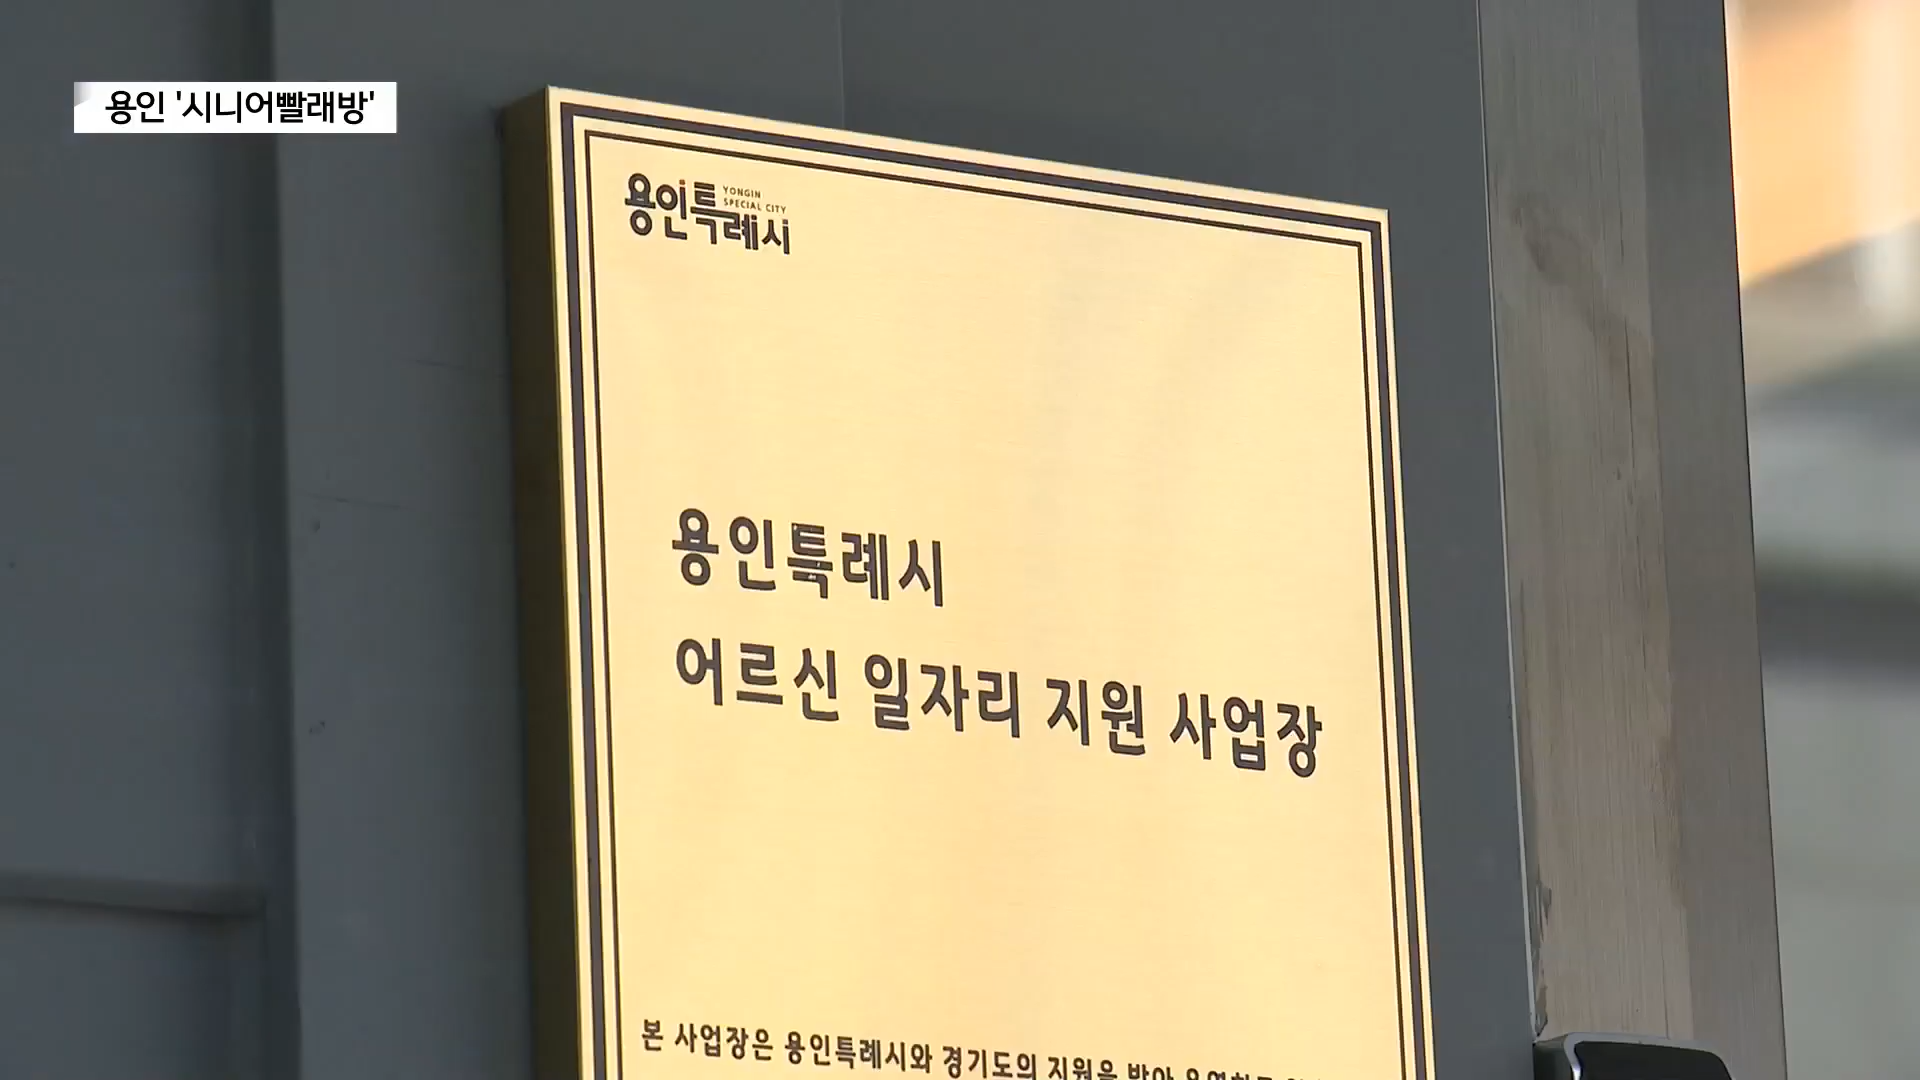 용인 '시니어빨래방'
용인특례시
YONGIN
SPECIAL CITY
용인특례시
어르신 일자리 지원 사업장
본 사업장은 용인특례시와 경기도의 지원을 받아